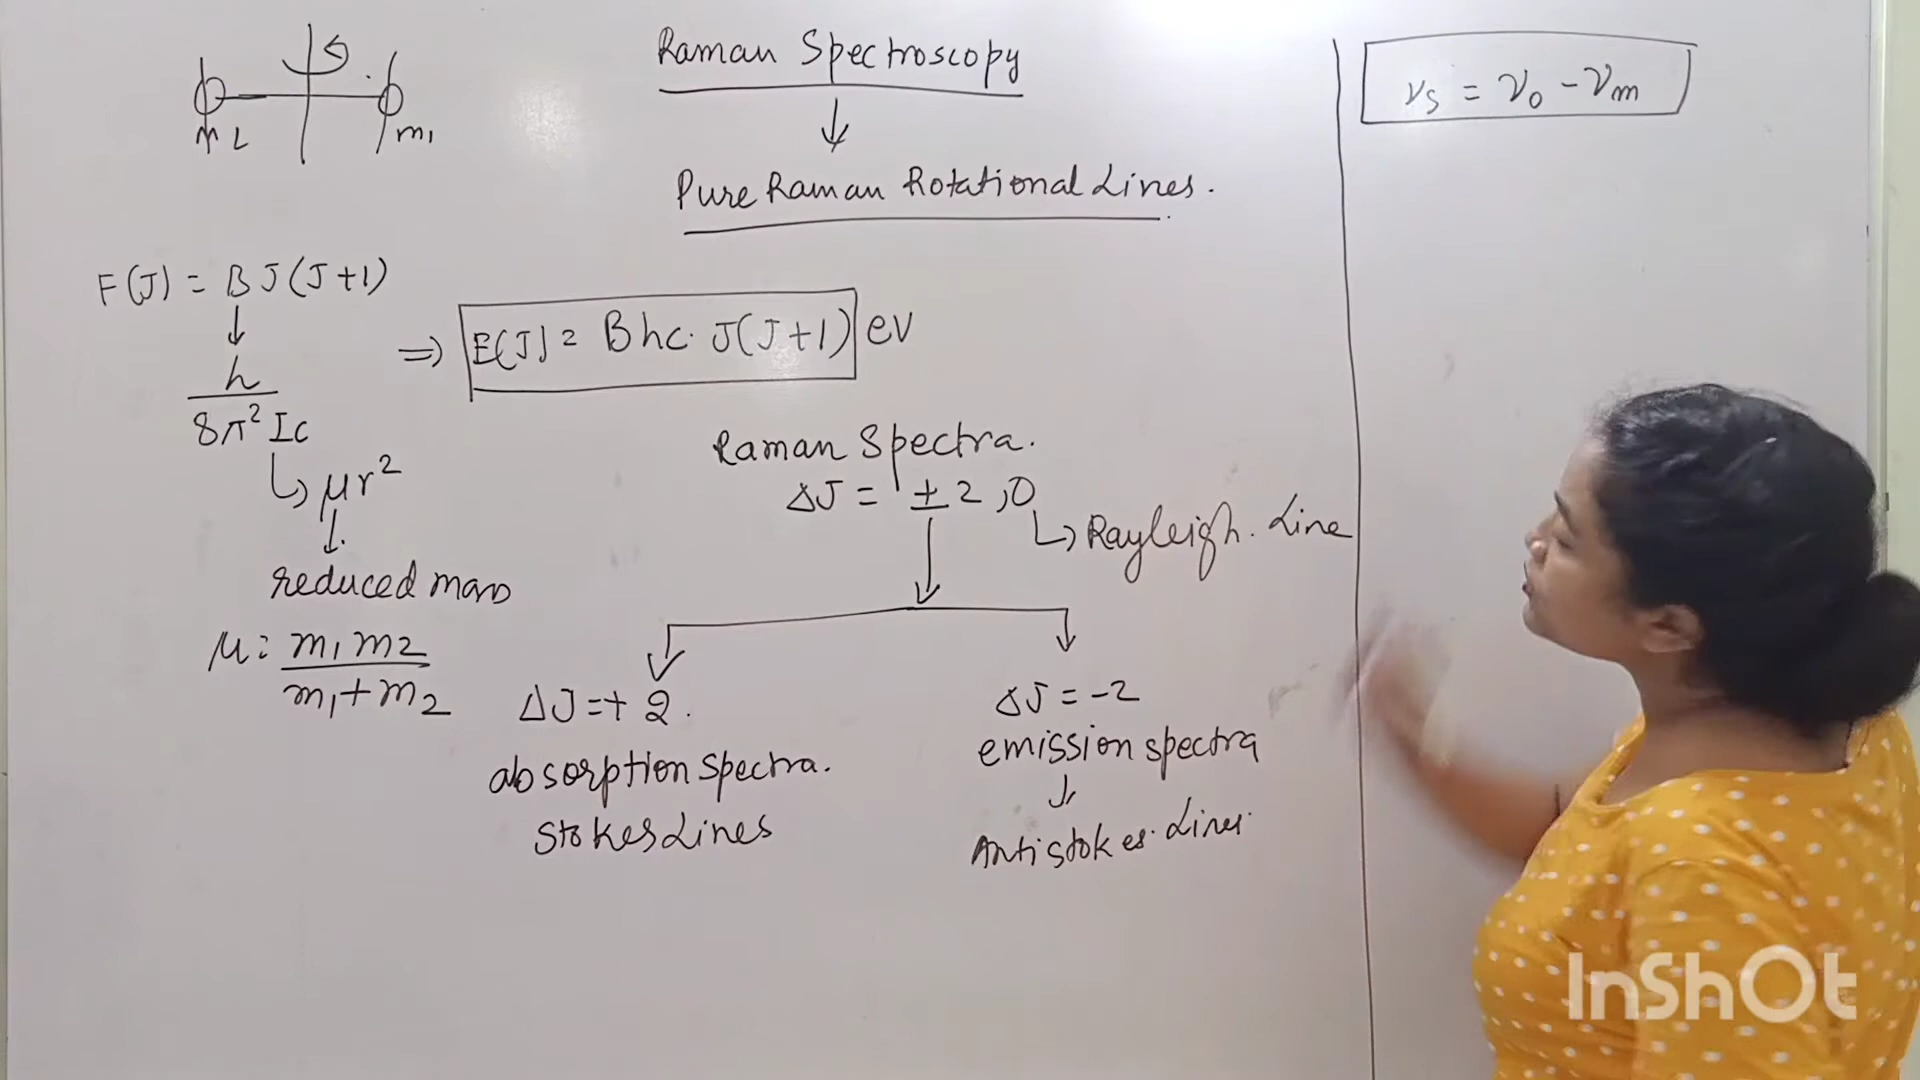 Raman Spectroscopy
↓
Pure Raman Rotational Lines.
m2 m1
F(J) = B J(J+1)
↓
h
8π² Ic
↳ μr²
↓
reduced mass
μ: m1 m2
m1+m2
⇒ E(J) = Bhc. J(J+1) eV
Raman Spectra.
ΔJ = ± 2, 0
↳ Rayleigh. Line
ΔJ = + 2.
absorption spectra.
Stokes Lines
ΔJ = -2
emission spectra
↓
Antistokes. Lines.
νs = ν0 - νm
InShOt